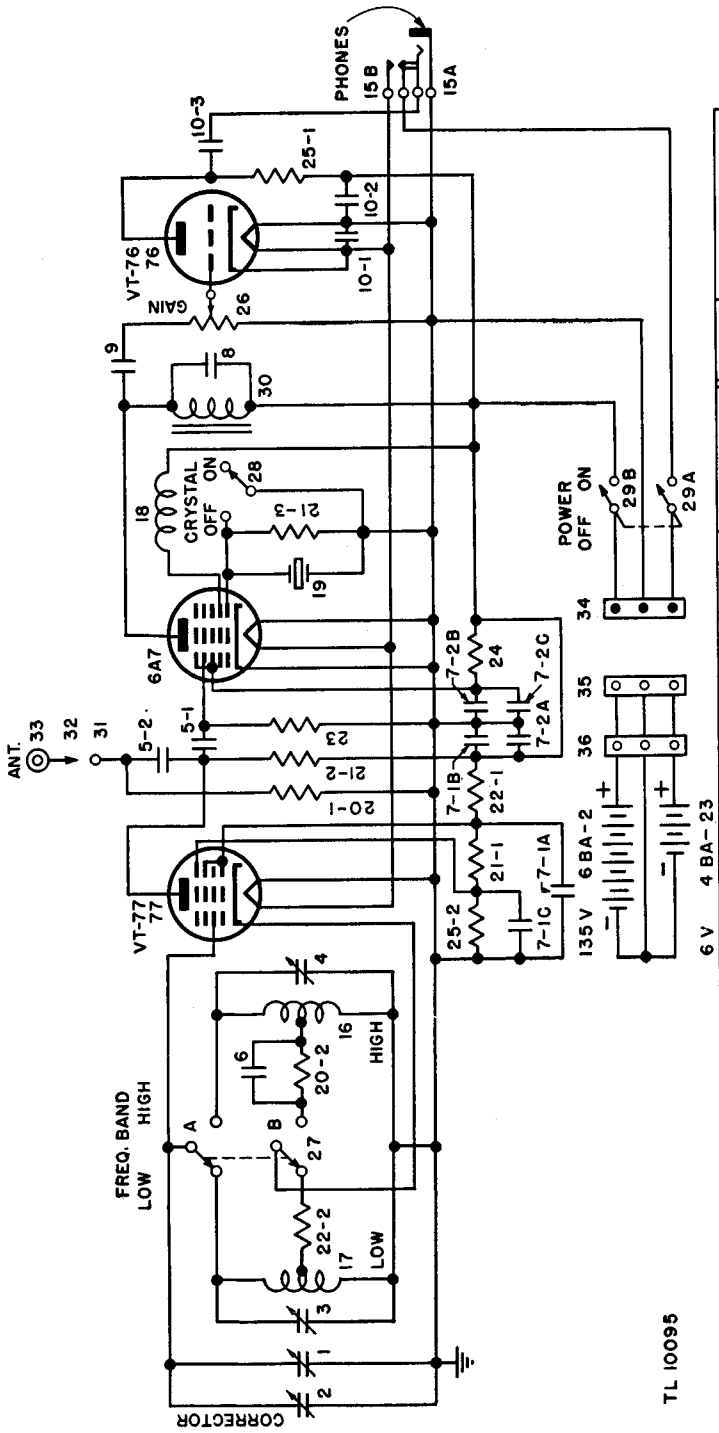 ANT.
33
32
31
PHONES
15B
15A
10-3
25-1
10-2
10-1
VT-76
76
GAIN
26
9
8
30
18
CRYSTAL
OFF ON
28
21-3
19
6A7
5-2
5-1
23
21-2
20-1
VT-77
77
FREQ. BAND
LOW HIGH
A
B
27
4
16
HIGH
6
20-2
22-2
17
LOW
3
1
2
CORRECTOR
7-2B
24
7-2C
7-2A
7-1B
22-1
21-1
25-2
7-1A
7-1C
POWER
OFF ON
29B
29A
34
35
36
135 V 6 BA-2
- +
- +
6 V 4 BA-23
TL 10095